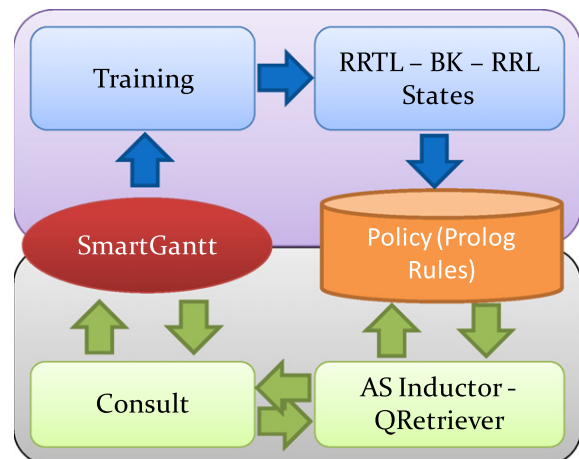 Training
RRTL – BK – RRL
States
SmartGantt
Policy (Prolog
Rules)
Consult
AS Inductor -
QRetriever